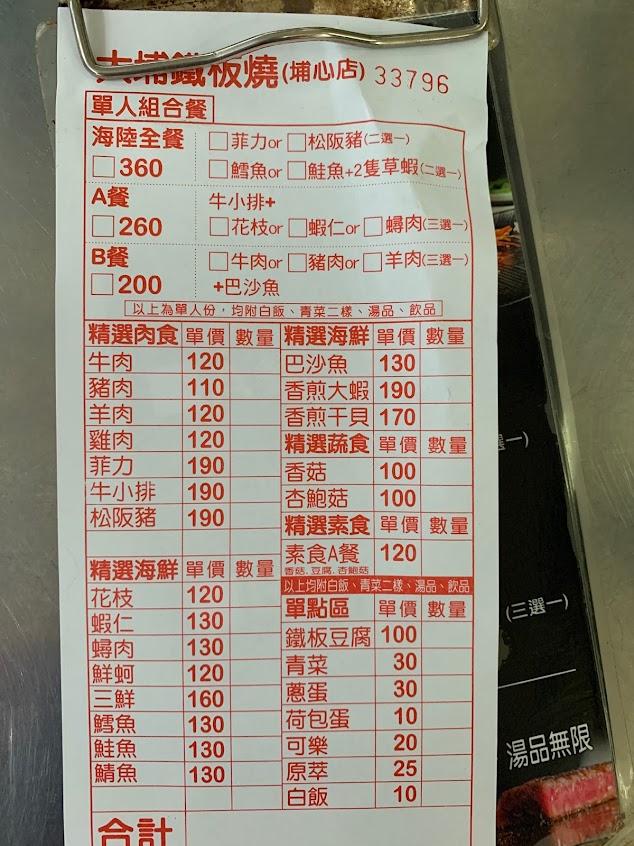 大埔鐵板燒(埔心店) 33796
單人組合餐
海陸全餐 □菲力or □松阪豬(二選一)
□360 □鱈魚or □鮭魚+2隻草蝦(二選一)
A餐 牛小排+
□260 □花枝or □蝦仁or □蟳肉(三選一)
B餐 □牛肉or □豬肉or □羊肉(三選一)
□200 +巴沙魚
以上為單人份，均附白飯、青菜二樣、湯品、飲品
精選肉食 單價 數量
牛肉 120
豬肉 110
羊肉 120
雞肉 120
菲力 190
牛小排 190
松阪豬 190
精選海鮮 單價 數量
花枝 120
蝦仁 130
蟳肉 130
鮮蚵 120
三鮮 160
鱈魚 130
鮭魚 130
鯖魚 130
合計
精選海鮮 單價 數量
巴沙魚 130
香煎大蝦 190
香煎干貝 170
精選蔬食 單價 數量
香菇 100
杏鮑菇 100
精選素食 單價 數量
素食A餐 120
香菇.豆腐.杏鮑菇
以上均附白飯、青菜二樣、湯品、飲品
單點區 單價 數量
鐵板豆腐 100
青菜 30
蔥蛋 30
荷包蛋 10
可樂 20
原萃 25
白飯 10
選一)
(三選一)
湯品無限